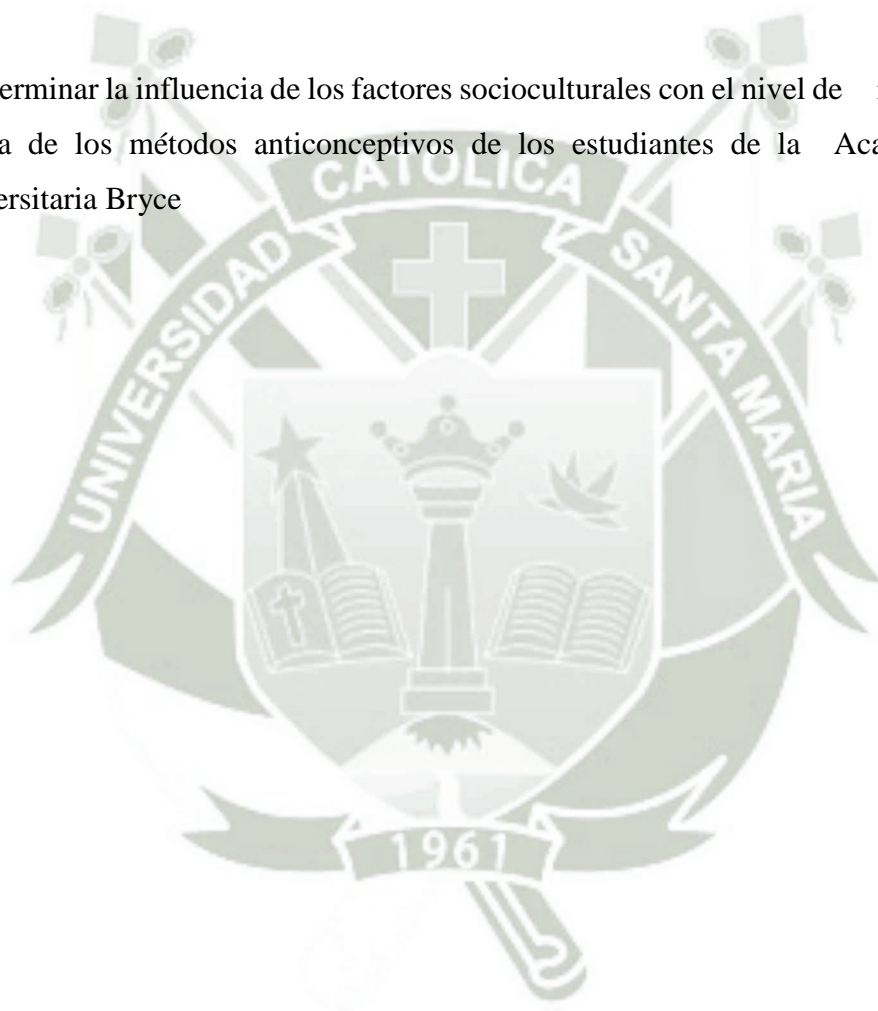 erminar la influencia de los factores socioculturales con el nivel de
a de los métodos anticonceptivos de los estudiantes de la Aca
ersitaria Bryce
UNIVERSIDAD CATOLICA SANTA MARIA
1961